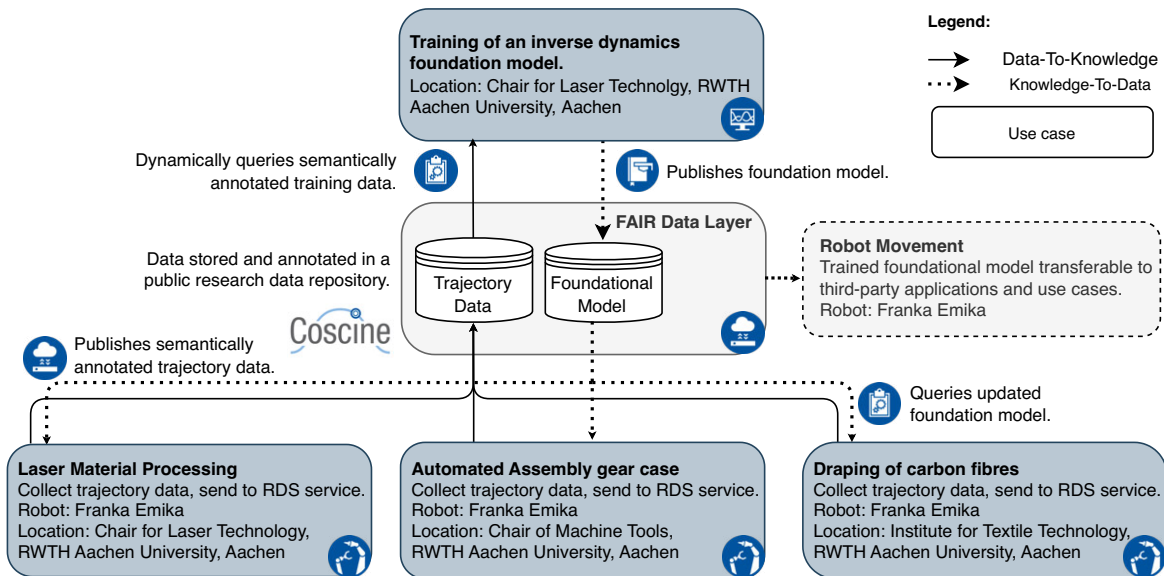 Training of an inverse dynamics
foundation model.
Location: Chair for Laser Technolgy, RWTH
Aachen University, Aachen
Legend:
Data-To-Knowledge
Knowledge-To-Data
Use case
Dynamically queries semantically
annotated training data.
Publishes foundation model.
FAIR Data Layer
Data stored and annotated in a
public research data repository.
Trajectory
Data
Foundational
Model
Robot Movement
Trained foundational model transferable to
third-party applications and use cases.
Robot: Franka Emika
Coscine
Publishes semantically
annotated trajectory data.
Queries updated
foundation model.
Laser Material Processing
Collect trajectory data, send to RDS service.
Robot: Franka Emika
Location: Chair for Laser Technology,
RWTH Aachen University, Aachen
Automated Assembly gear case
Collect trajectory data, send to RDS service.
Robot: Franka Emika
Location: Chair of Machine Tools,
RWTH Aachen University, Aachen
Draping of carbon fibres
Collect trajectory data, send to RDS service.
Robot: Franka Emika
Location: Institute for Textile Technology,
RWTH Aachen University, Aachen